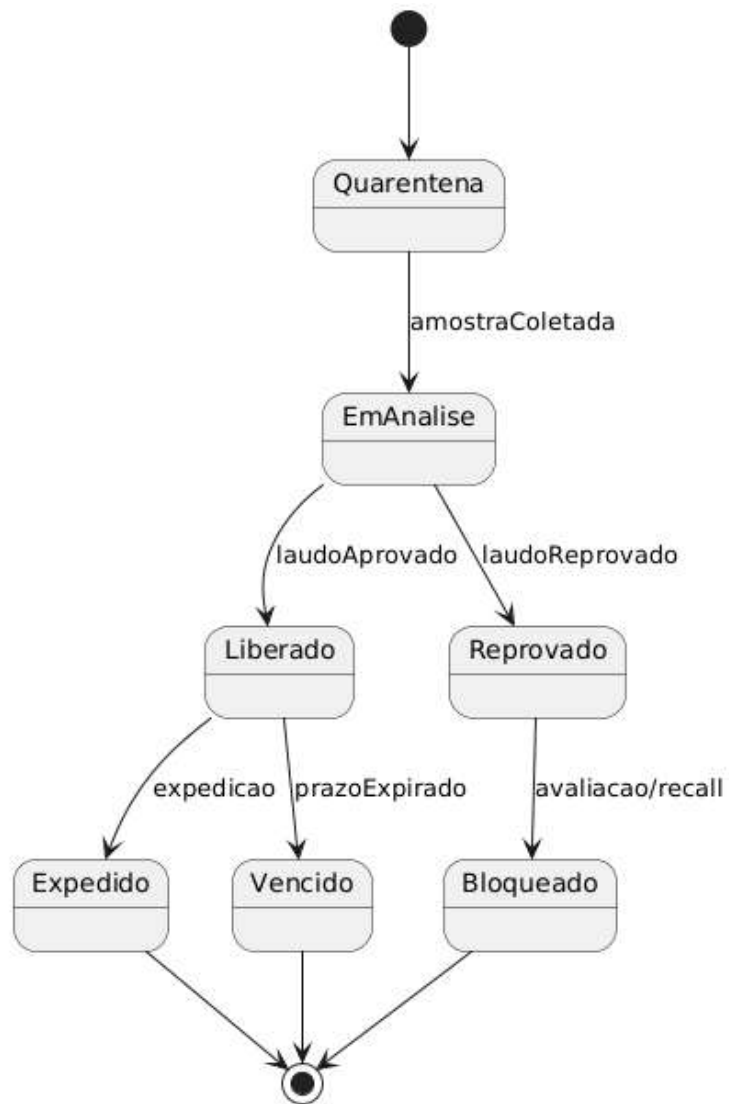 Quarentena
amostraColetada
EmAnalise
laudoAprovado
laudoReprovado
Liberado
Reprovado
expedicao
prazoExpirado
avaliacao/recall
Expedido
Vencido
Bloqueado